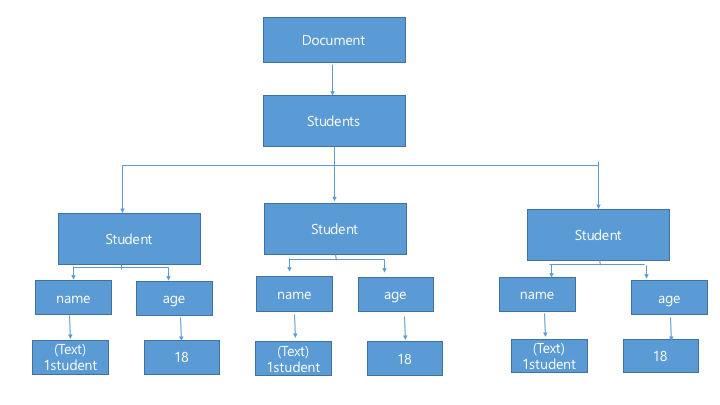 Document
Students
Student
Student
Student
name
age
name
age
name
age
(Text)
1student
18
(Text)
1student
18
(Text)
1student
18